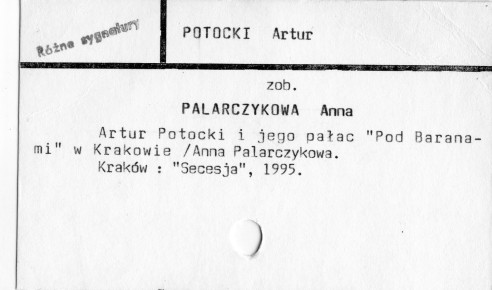 Różne sygnatury
POTOCKI Artur
zob.
PALARCZYKOWA Anna
Artur Potocki i jego pałac "Pod Barana-
mi" w Krakowie /Anna Palarczykowa.
Kraków : "Secesja", 1995.